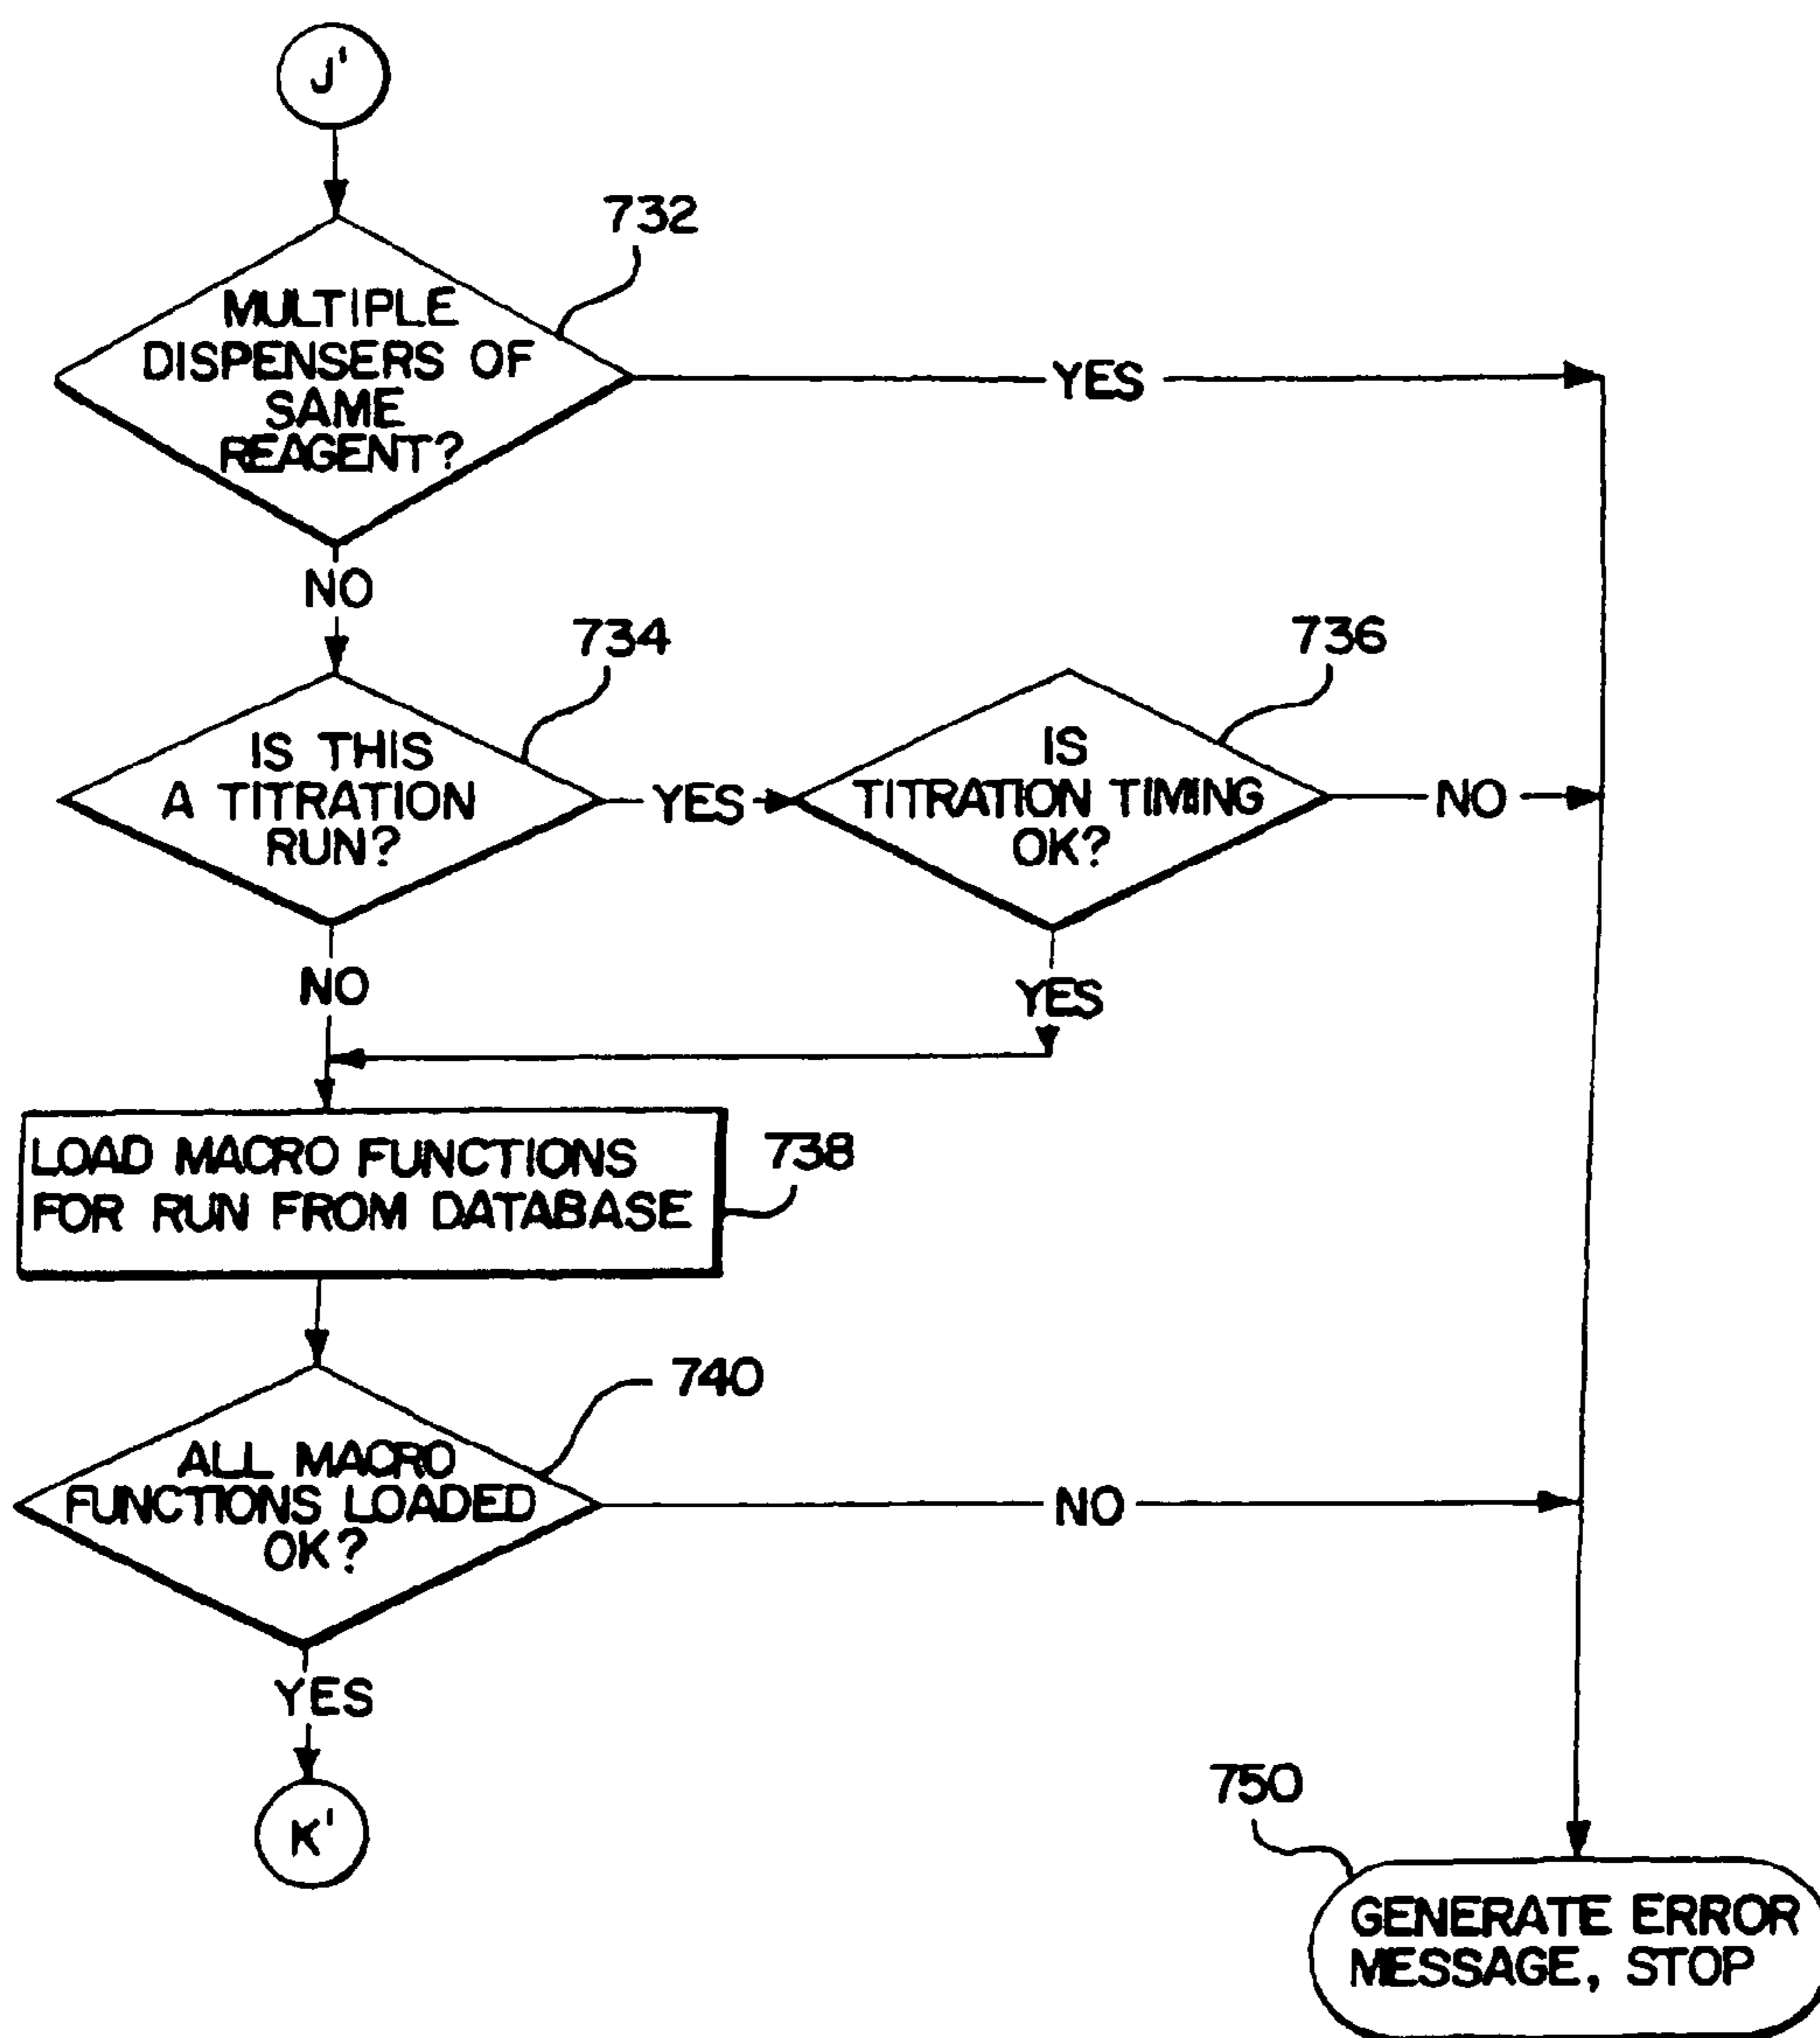 J'
732
MULTIPLE
DISPENSERS OF
SAME
REAGENT?
YES
NO
734
IS THIS
A TITRATION
RUN?
YES
736
IS
TITRATION TIMING
OK?
NO
NO
YES
LOAD MACRO FUNCTIONS
FOR RUN FROM DATABASE
738
740
ALL MACRO
FUNCTIONS LOADED
OK?
NO
YES
K'
750
GENERATE ERROR
MESSAGE, STOP